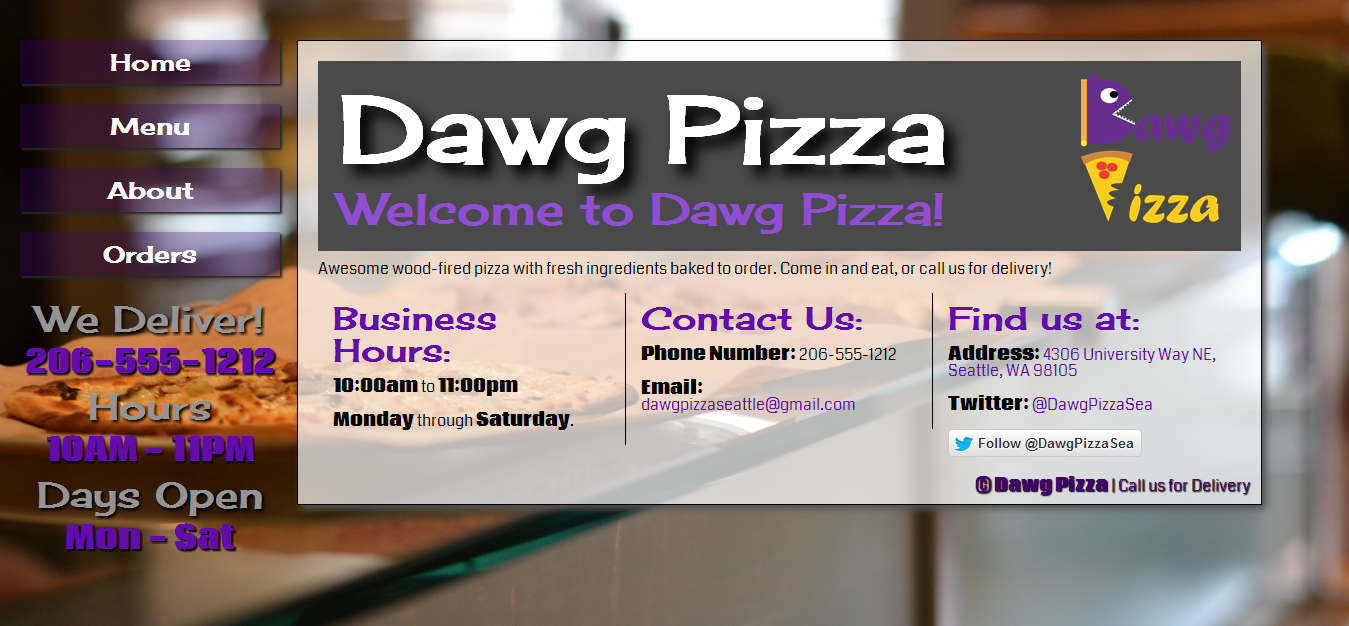 Home
Menu
About
Orders
We Deliver!
206-555-1212
Hours
10AM - 11PM
Days Open
Mon - Sat
Dawg Pizza
Welcome to Dawg Pizza!
Dawg
Pizza
Awesome wood-fired pizza with fresh ingredients baked to order. Come in and eat, or call us for delivery!
Business
Hours:
10:00am to 11:00pm
Monday through Saturday.
Contact Us:
Phone Number: 206-555-1212
Email:
dawgpizzaseattle@gmail.com
Find us at:
Address: 4306 University Way NE,
Seattle, WA 98105
Twitter: @DawgPizzaSea
Follow @DawgPizzaSea
© Dawg Pizza | Call us for Delivery